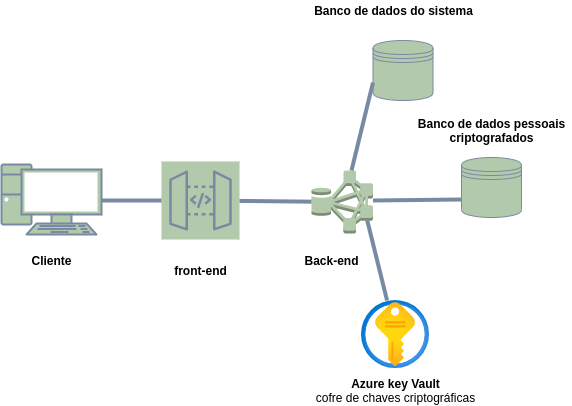 Banco de dados do sistema
Banco de dados pessoais
criptografados
Cliente
front-end
Back-end
Azure key Vault
cofre de chaves criptográficas